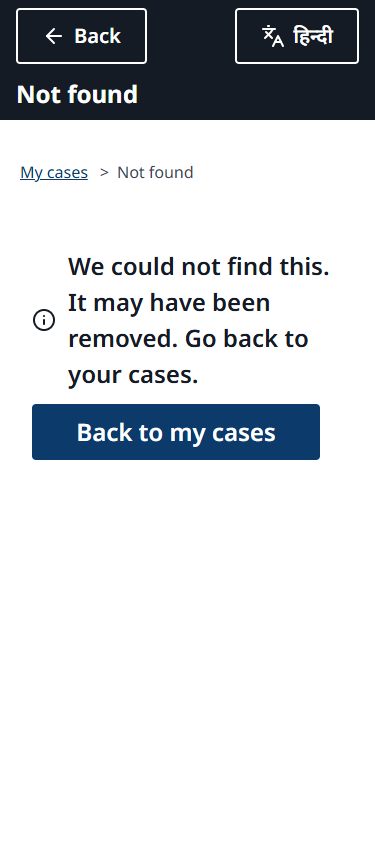 Back
हिन्दी
Not found
My cases > Not found
We could not find this.
It may have been
removed. Go back to
your cases.
Back to my cases